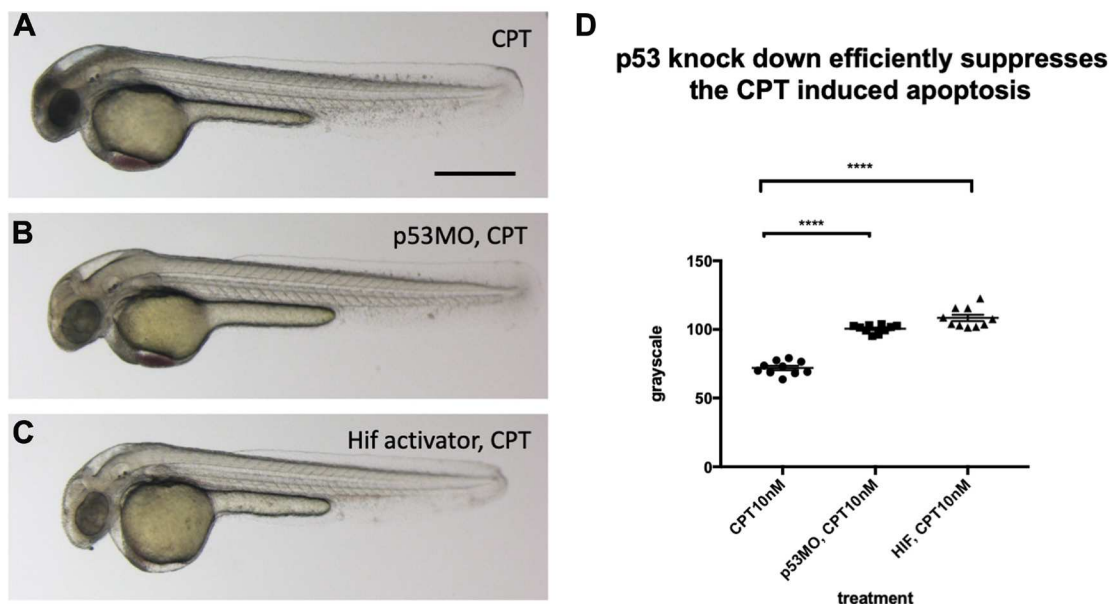 A
CPT
B
p53MO, CPT
C
Hif activator, CPT
D
p53 knock down efficiently suppresses
the CPT induced apoptosis
****
****
150
100
50
0
grayscale
CPT10nM
p53MO, CPT10nM
HIF, CPT10nM
treatment